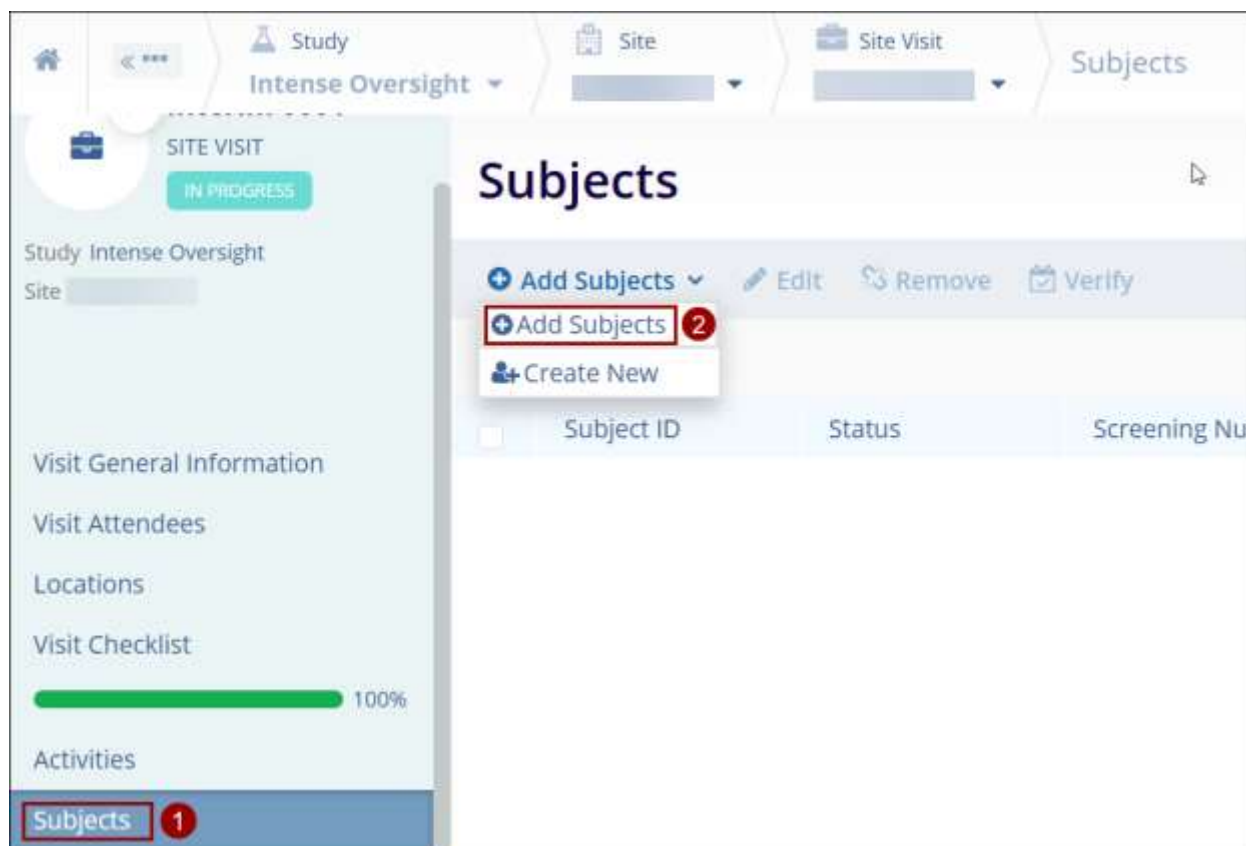 « ***
Study
Intense Oversight
Site
Site Visit
Subjects
SITE VISIT
IN PROGRESS
Study Intense Oversight
Site
Visit General Information
Visit Attendees
Locations
Visit Checklist
100%
Activities
Subjects 1
Subjects
Add Subjects Edit Remove Verify
Add Subjects 2
Create New
Subject ID Status Screening Nu